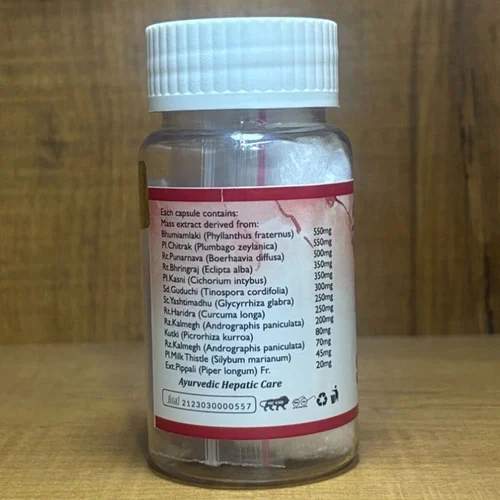 Each capsule contains:
Mass extract derived from:
Bhumiamlaki (Phyllanthus fraternus) 550mg
Pl.Chitrak (Plumbago zeylanica) 550mg
Rt.Punarnava (Boerhaavia diffusa) 500mg
Rt.Bhringraj (Eclipta alba) 350mg
Pl.Kasni (Cichorium intybus) 350mg
Sd.Guduchi (Tinospora cordifolia) 300mg
St.Yashtimadhu (Glycyrrhiza glabra) 250mg
Rt.Haridra (Curcuma longa) 250mg
Rz.Kalmegh (Andrographis paniculata) 200mg
Kutki (Picrorhiza kurroa) 80mg
Rz.Kalmegh (Andrographis paniculata) 70mg
Pl.Milk Thistle (Silybum marianum) 45mg
Ext.Pippali (Piper longum) Fr. 20mg
Ayurvedic Hepatic Care
fssai 2123030000557